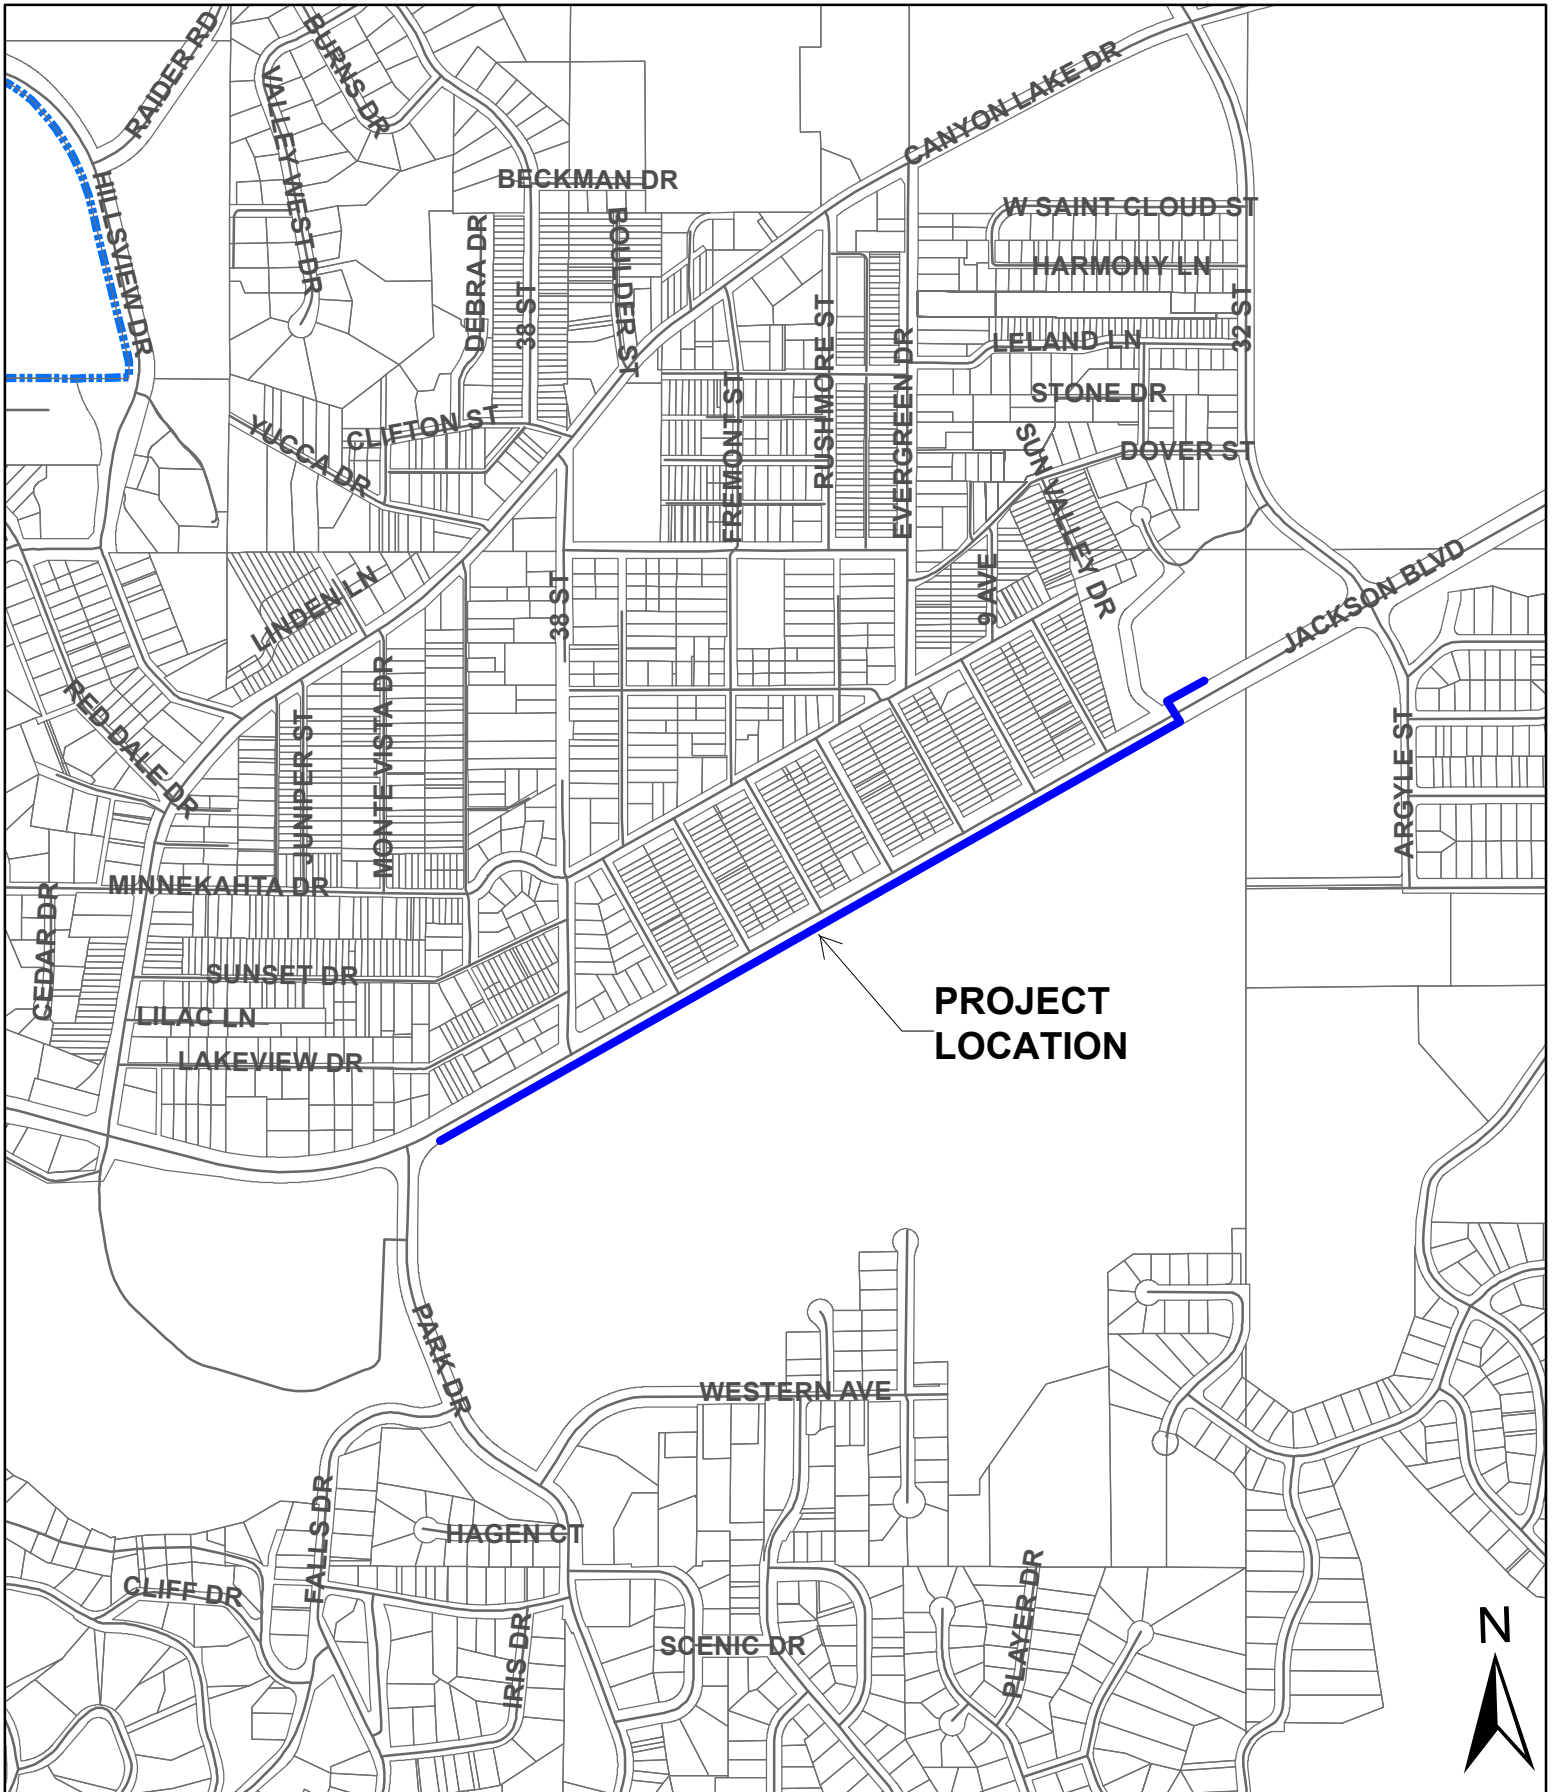 RAIDER RD
BURNS DR
VALLEY WEST DR
CANYON LAKE DR
BECKMAN DR
HILLSVIEW DR
W SAINT CLOUD ST
BOULDER ST
DEBRA DR
38 ST
HARMONY LN
32 ST
RUSHMORE ST
EVERGREEN DR
LELAND LN
FREMONT ST
STONE DR
CLIFTON ST
YUCCA DR
SUN VALLEY DR
DOVER ST
JACKSON BLVD
9 AVE
38 ST
LINDEN LN
RED DALE DR
JUNIPER ST
MONTE VISTA DR
ARGYLE ST
MINNEKAHTA DR
CEDAR DR
SUNSET DR
LILAC LN
LAKEVIEW DR
PROJECT
LOCATION
PARK DR
WESTERN AVE
FALLS DR
HAGEN CT
CLIFF DR
IRIS DR
SCENIC DR
PLAYER DR
N